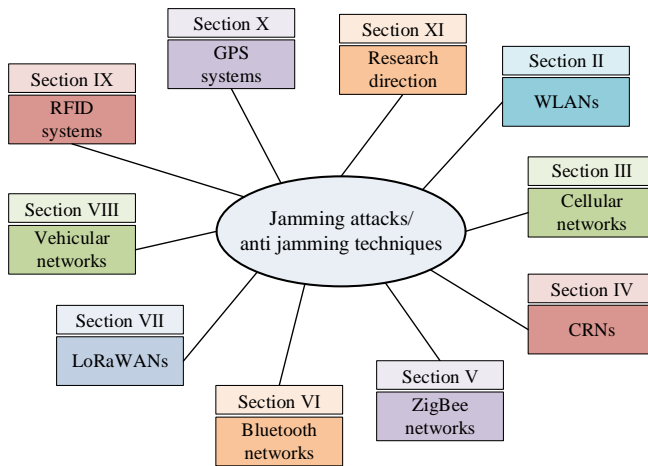 Section X
GPS
systems
Section XI
Research
direction
Section IX
RFID
systems
Section II
WLANs
Section III
Cellular
networks
Section VIII
Vehicular
networks
Jamming attacks/
anti jamming techniques
Section IV
CRNs
Section VII
LoRaWANs
Section V
ZigBee
networks
Section VI
Bluetooth
networks